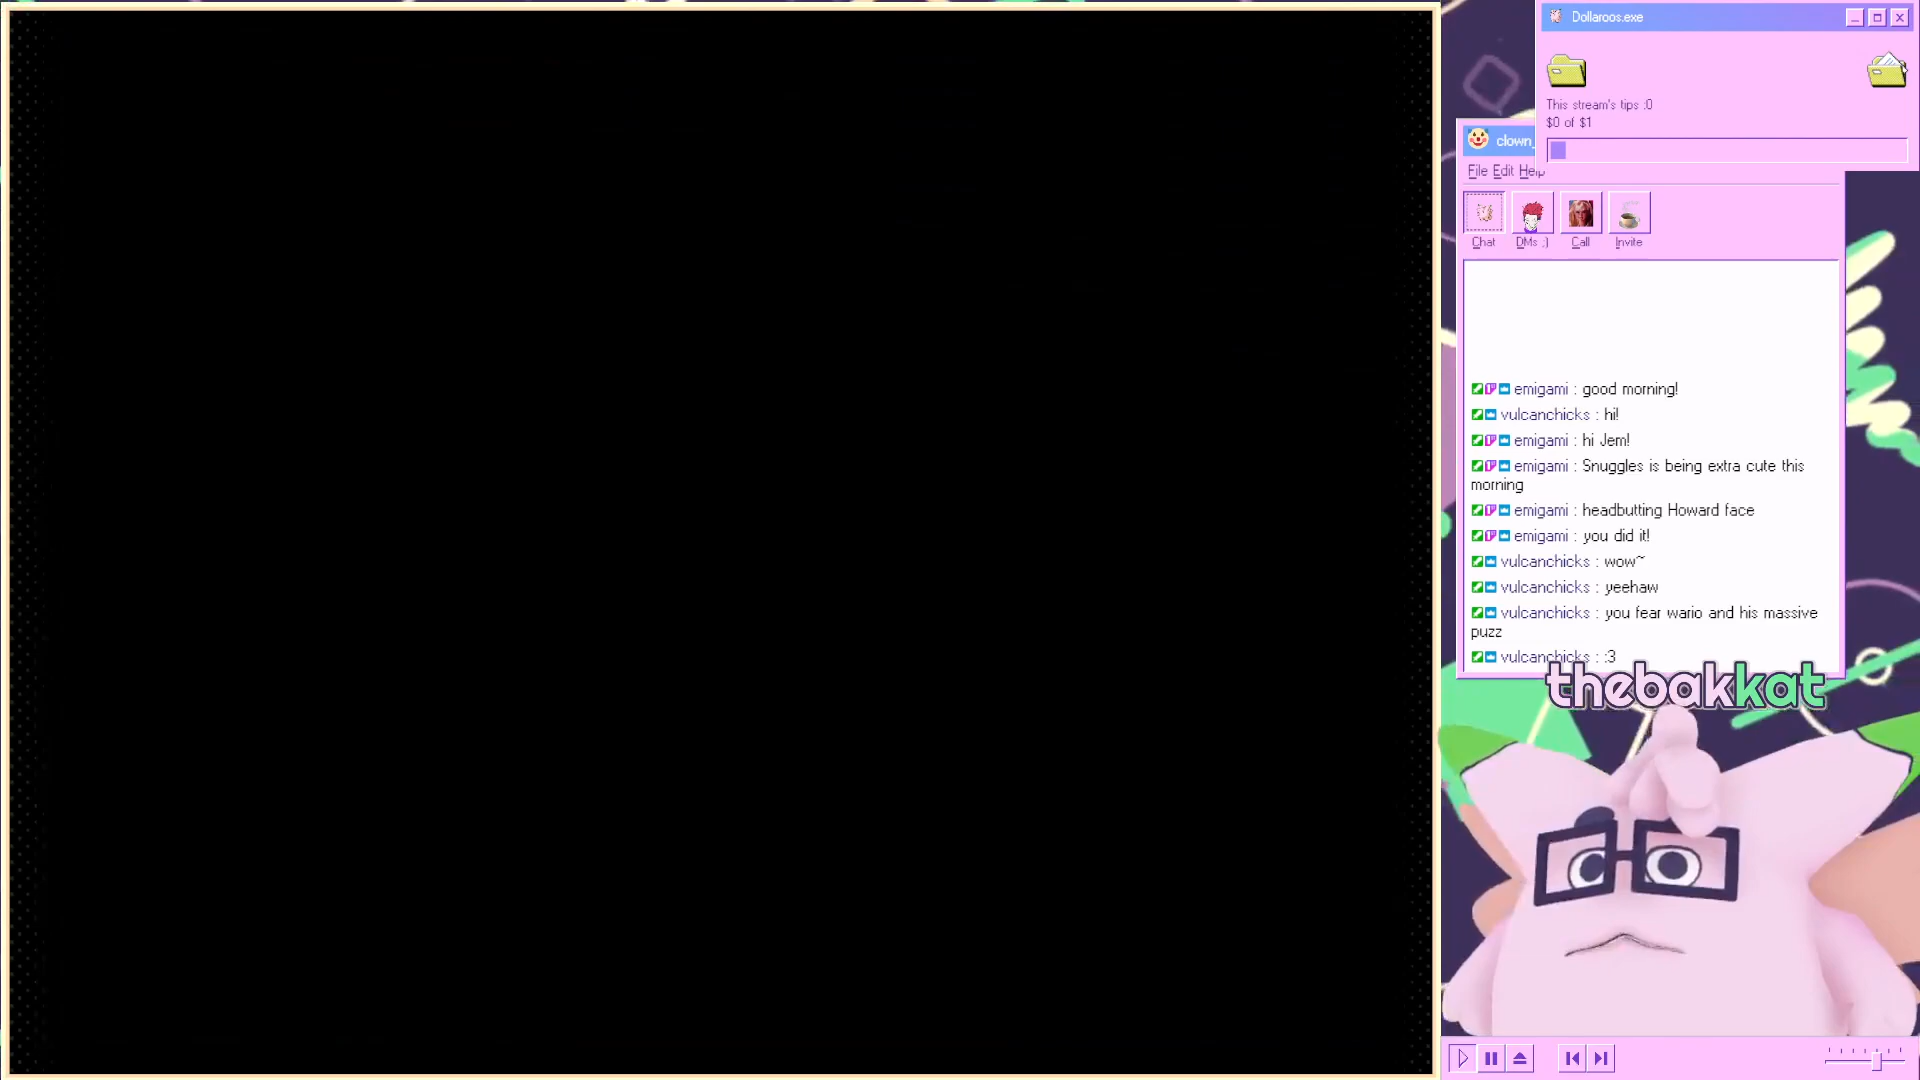 Dollaroos.exe
This stream's tips :0
$0 of $1
clown_
File Edit Help
Chat DMs ;) Call Invite
emigami : good morning!
vulcanchicks : hi!
emigami : hi Jem!
emigami : Snuggles is being extra cute this
morning
emigami : headbutting Howard face
emigami : you did it!
vulcanchicks : wow~
vulcanchicks : yeehaw
vulcanchicks : you fear wario and his massive
puzz
vulcanchicks : :3
thebakkat